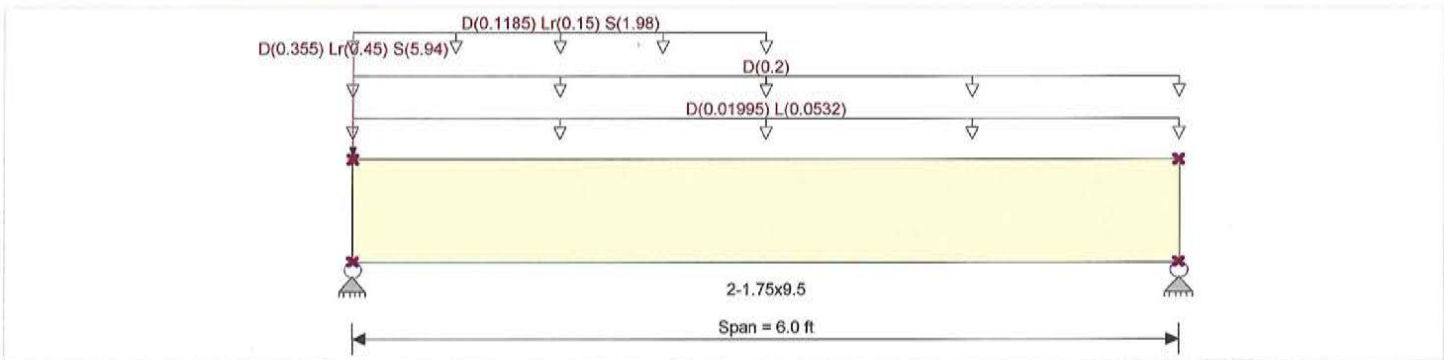 D(0.1185) Lr(0.15) S(1.98)
D(0.355) Lr(0.45) S(5.94)
D(0.2)
D(0.01995) L(0.0532)
2-1.75x9.5
Span = 6.0 ft